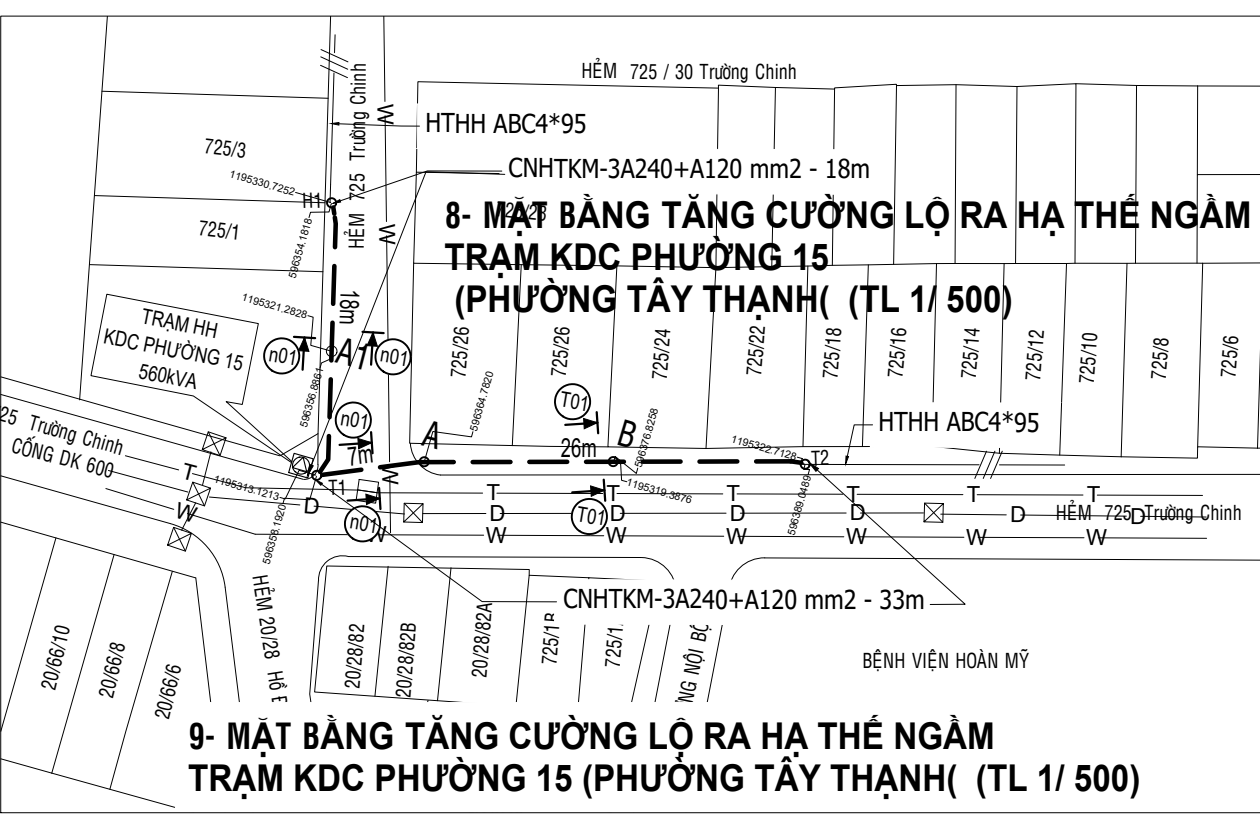 HẺM 725 / 30 Trường Chinh
HẺM 725 Trường Chinh
W
W
HTHH ABC4*95
725/3
CNHTKM-3A240+A120 mm2 - 18m
1195330.7252
H1
8- MẶT BẰNG TĂNG CƯỜNG LỘ RA HẠ THẾ NGẦM
TRẠM KDC PHƯỜNG 15
(PHƯỜNG TÂY THẠNH( (TL 1/ 500)
725/1
596354.1818
18m
1195321.2828
TRẠM HH
KDC PHƯỜNG 15
560kVA
n01
A1
n01
596356.8861
725/26
725/26
725/24
725/22
725/18
725/16
725/14
725/12
725/10
725/8
725/6
596364.7820
T01
n01
7m
A
26m
B
596376.8258
1195322.7128
T2
HTHH ABC4*95
25 Trường Chinh
CỐNG DK 600
T
W
1195313.1213
T1
W
D
n01
W
596358.1920
1195319.3876
T01
596389.0489
T T T T T T
D D D D D D
W W W W W W
HẺM 725 Trường Chinh
CNHTKM-3A240+A120 mm2 - 33m
HẺM 20/28
20/66/10
20/66/8
20/66/6
20/28/82
20/28/82B
20/28/82A
NỘI BỘ
BỆNH VIỆN HOÀN MỸ
9- MẶT BẰNG TĂNG CƯỜNG LỘ RA HẠ THẾ NGẦM
TRẠM KDC PHƯỜNG 15 (PHƯỜNG TÂY THẠNH( (TL 1/ 500)